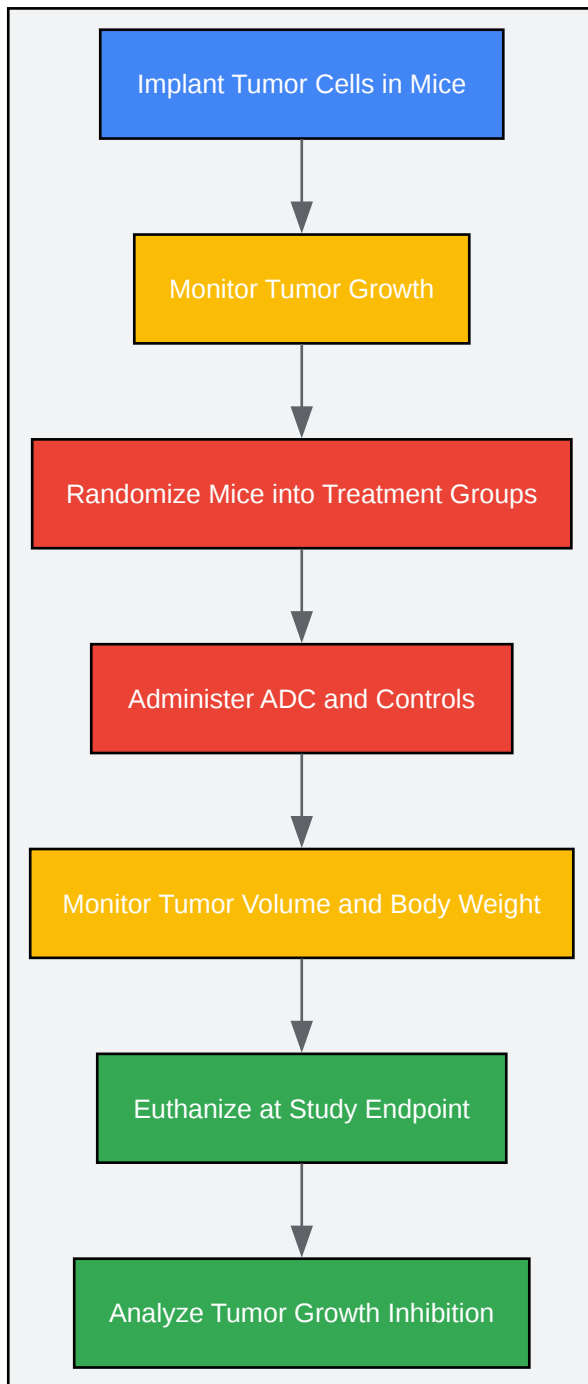 Implant Tumor Cells in Mice
Monitor Tumor Growth
Randomize Mice into Treatment Groups
Administer ADC and Controls
Monitor Tumor Volume and Body Weight
Euthanize at Study Endpoint
Analyze Tumor Growth Inhibition